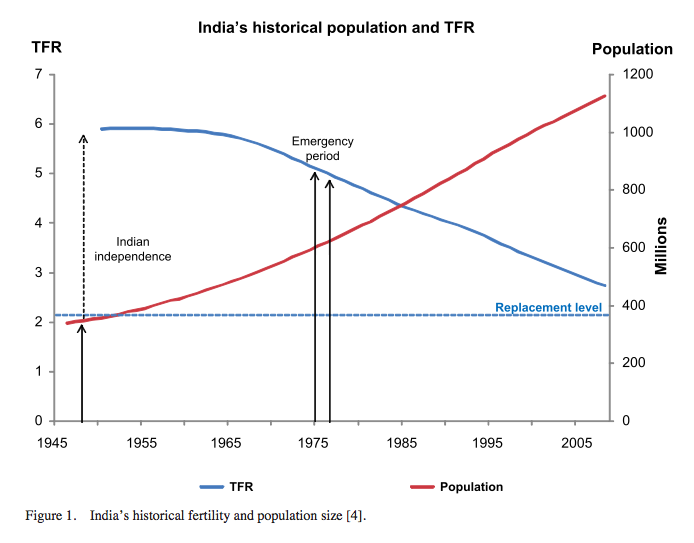 India's historical population and TFR
TFR
Population
7
6
5
4
3
2
1
0
1200
1000
800
600
400
200
0
Millions
Emergency
period
Indian
independence
Replacement level
1945
1955
1965
1975
1985
1995
2005
TFR
Population
Figure 1. India's historical fertility and population size [4].